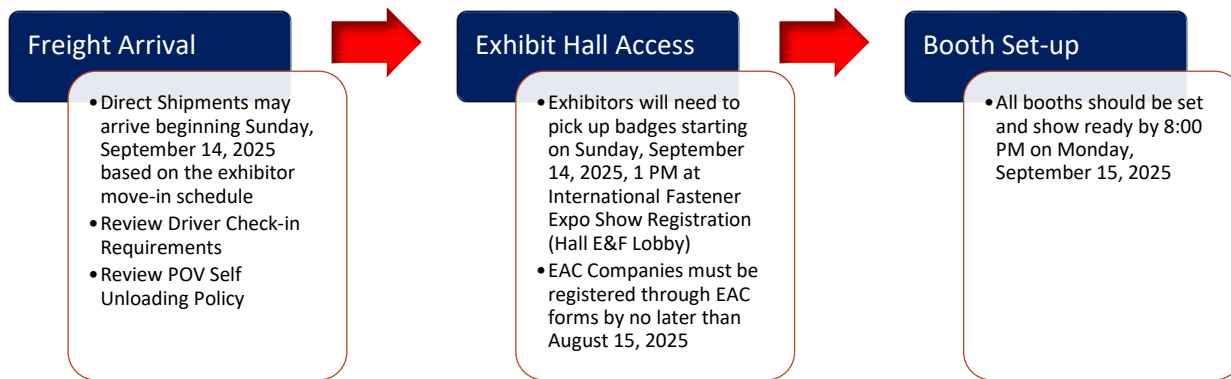 Freight Arrival
•Direct Shipments may
arrive beginning Sunday,
September 14, 2025
based on the exhibitor
move-in schedule
•Review Driver Check-in
Requirements
•Review POV Self
Unloading Policy
Exhibit Hall Access
•Exhibitors will need to
pick up badges starting
on Sunday, September
14, 2025, 1 PM at
International Fastener
Expo Show Registration
(Hall E&F Lobby)
•EAC Companies must be
registered through EAC
forms by no later than
August 15, 2025
Booth Set-up
•All booths should be set
and show ready by 8:00
PM on Monday,
September 15, 2025